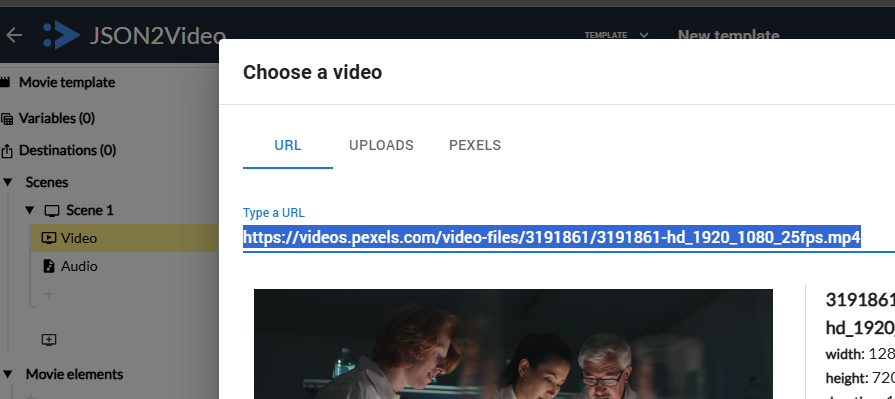 JSON2Video
TEMPLATE
New template
Choose a video
Movie template
Variables (0)
Destinations (0)
Scenes
Scene 1
Video
Audio
Movie elements
URL
UPLOADS
PEXELS
Type a URL
https://videos.pexels.com/video-files/3191861/3191861-hd_1920_1080_25fps.mp4
3191861
hd_1920_
width: 128
height: 720